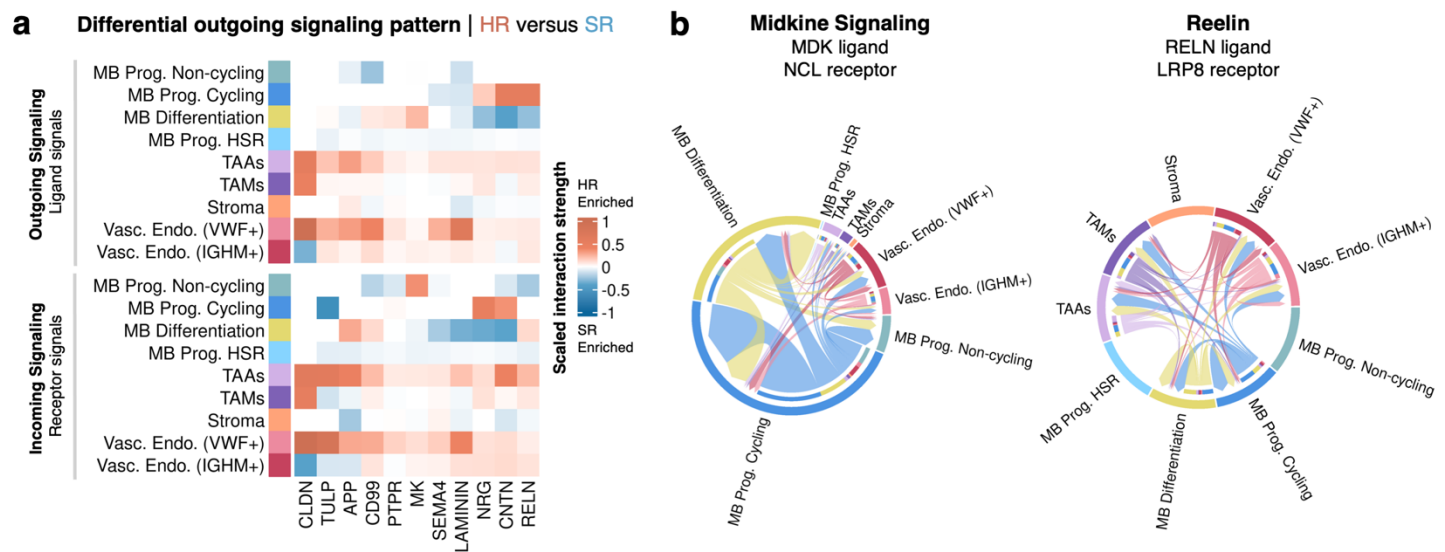 a
Differential outgoing signaling pattern | HR versus SR
Outgoing Signaling
Ligand signals
MB Prog. Non-cycling
MB Prog. Cycling
MB Differentiation
MB Prog. HSR
TAAs
TAMs
Stroma
Vasc. Endo. (VWF+)
Vasc. Endo. (IGHM+)
Incoming Signaling
Receptor signals
MB Prog. Non-cycling
MB Prog. Cycling
MB Differentiation
MB Prog. HSR
TAAs
TAMs
Stroma
Vasc. Endo. (VWF+)
Vasc. Endo. (IGHM+)
CLDN
TULP
APP
CD99
PTPR
MK
SEMA4
LAMININ
NRG
CNTN
RELN
Scaled interaction strength
HR
Enriched
1
0.5
0
-0.5
-1
SR
Enriched
b
Midkine Signaling
MDK ligand
NCL receptor
MB Differentiation
MB Prog. HSR
TAAs
TAMs
Stroma
Vasc. Endo. (VWF+)
Vasc. Endo. (IGHM+)
MB Prog. Non-cycling
MB Prog. Cycling
Reelin
RELN ligand
LRP8 receptor
Stroma
Vasc. Endo. (VWF+)
Vasc. Endo. (IGHM+)
MB Prog. Non-cycling
MB Prog. Cycling
MB Differentiation
MB Prog. HSR
TAAs
TAMs